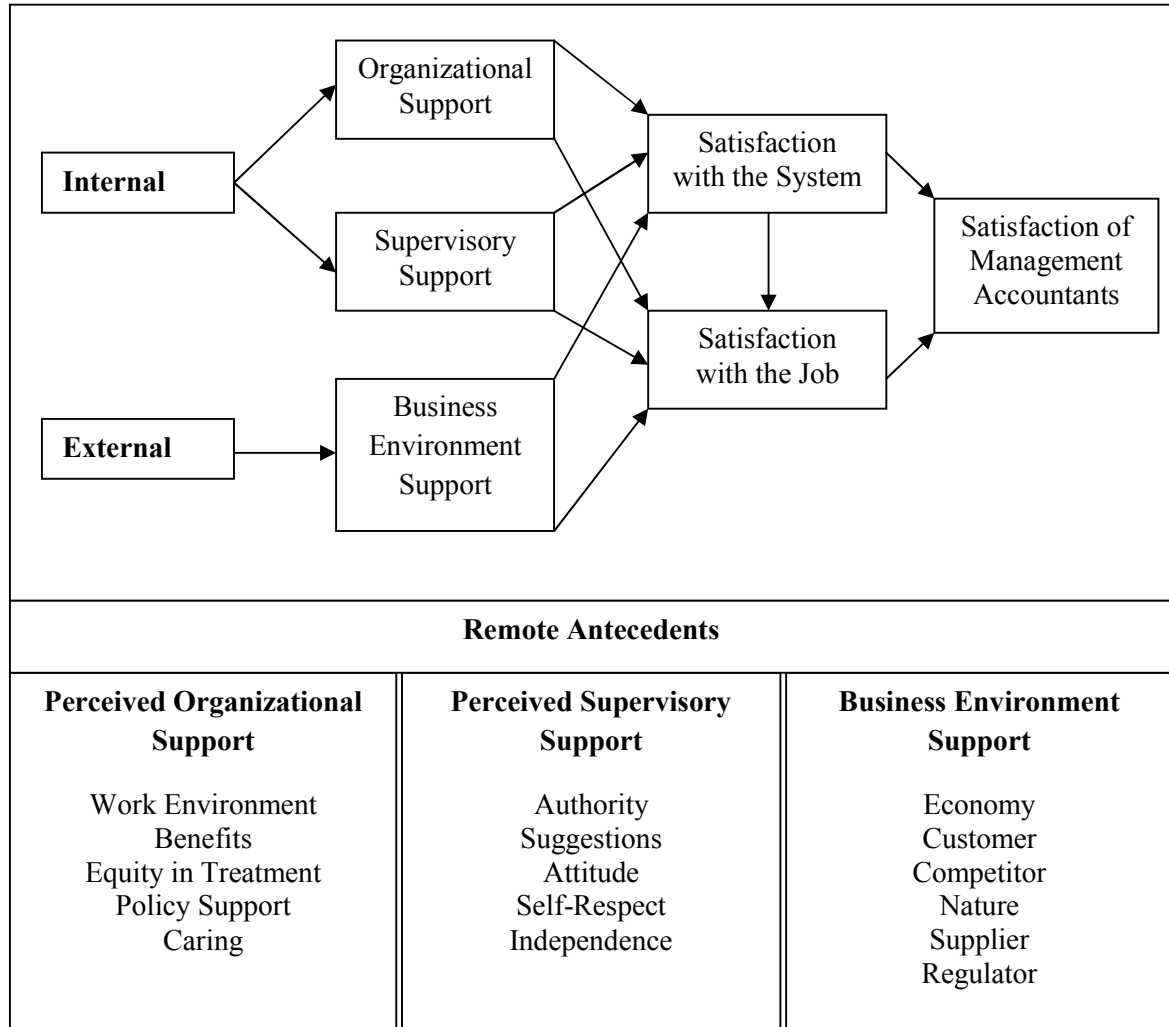 Organizational
Support
Internal
Satisfaction
with the System
Supervisory
Support
Satisfaction of
Management
Accountants
Satisfaction
with the Job
External
Business
Environment
Support
Remote Antecedents
Perceived Organizational
Support
Work Environment
Benefits
Equity in Treatment
Policy Support
Caring
Perceived Supervisory
Support
Authority
Suggestions
Attitude
Self-Respect
Independence
Business Environment
Support
Economy
Customer
Competitor
Nature
Supplier
Regulator